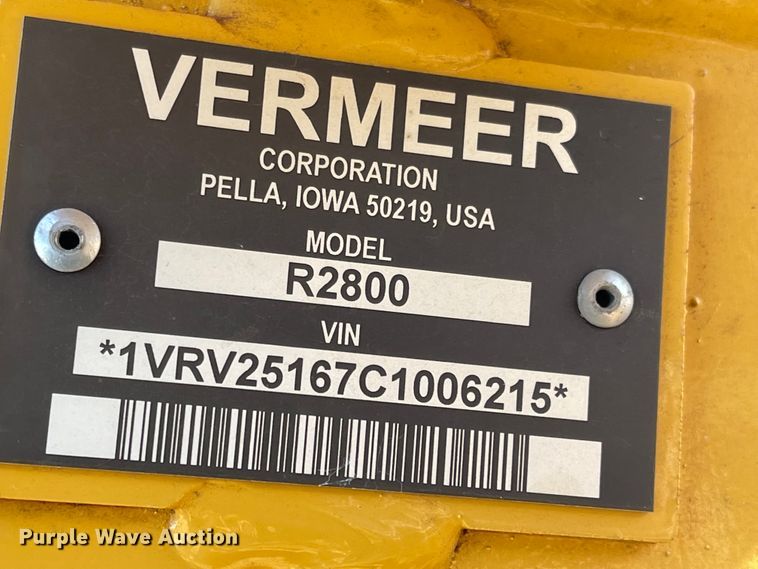 VERMEER
CORPORATION
PELLA, IOWA 50219, USA
MODEL
R2800
VIN
*1VRV25167C1006215*
Purple Wave Auction